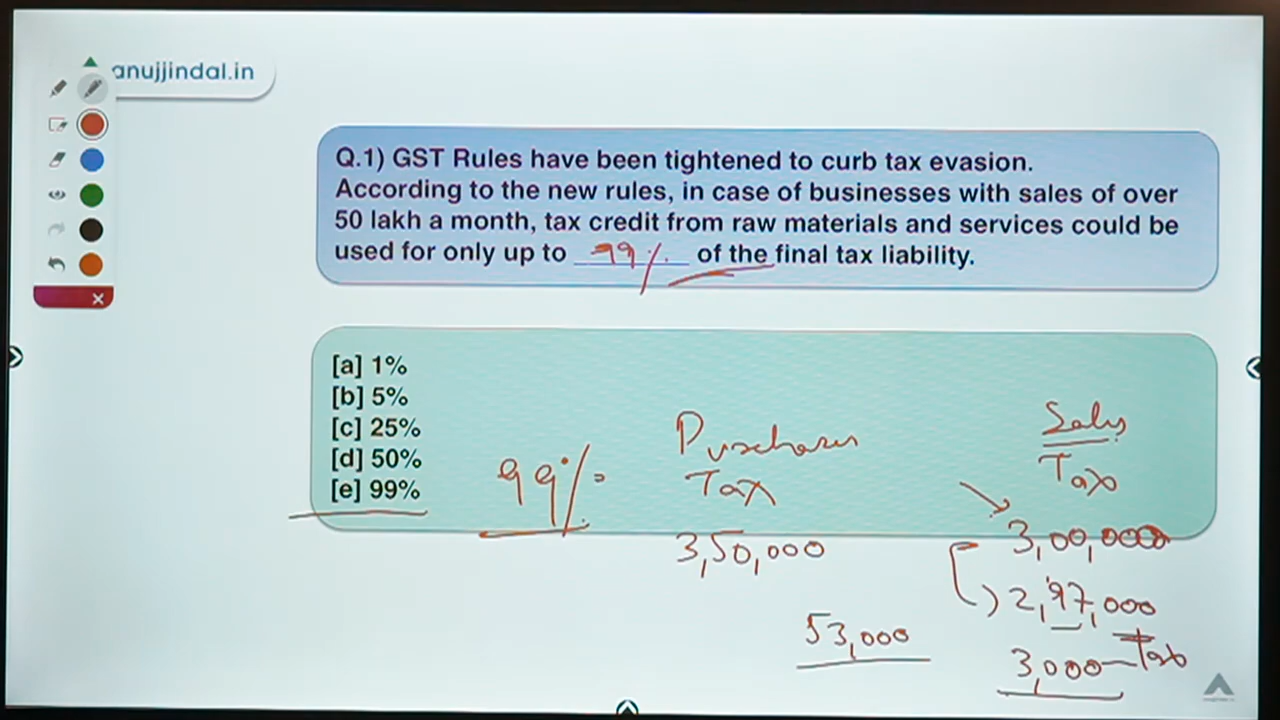 anujjindal.in
Q.1) GST Rules have been tightened to curb tax evasion.
According to the new rules, in case of businesses with sales of over
50 lakh a month, tax credit from raw materials and services could be
used for only up to 99% of the final tax liability.
[a] 1%
[b] 5%
[c] 25%
[d] 50%
[e] 99%
99%
Purchases
Tax
3,50,000
53,000
Sales
Tax
3,00,000
2,97,000
3,000 Tax